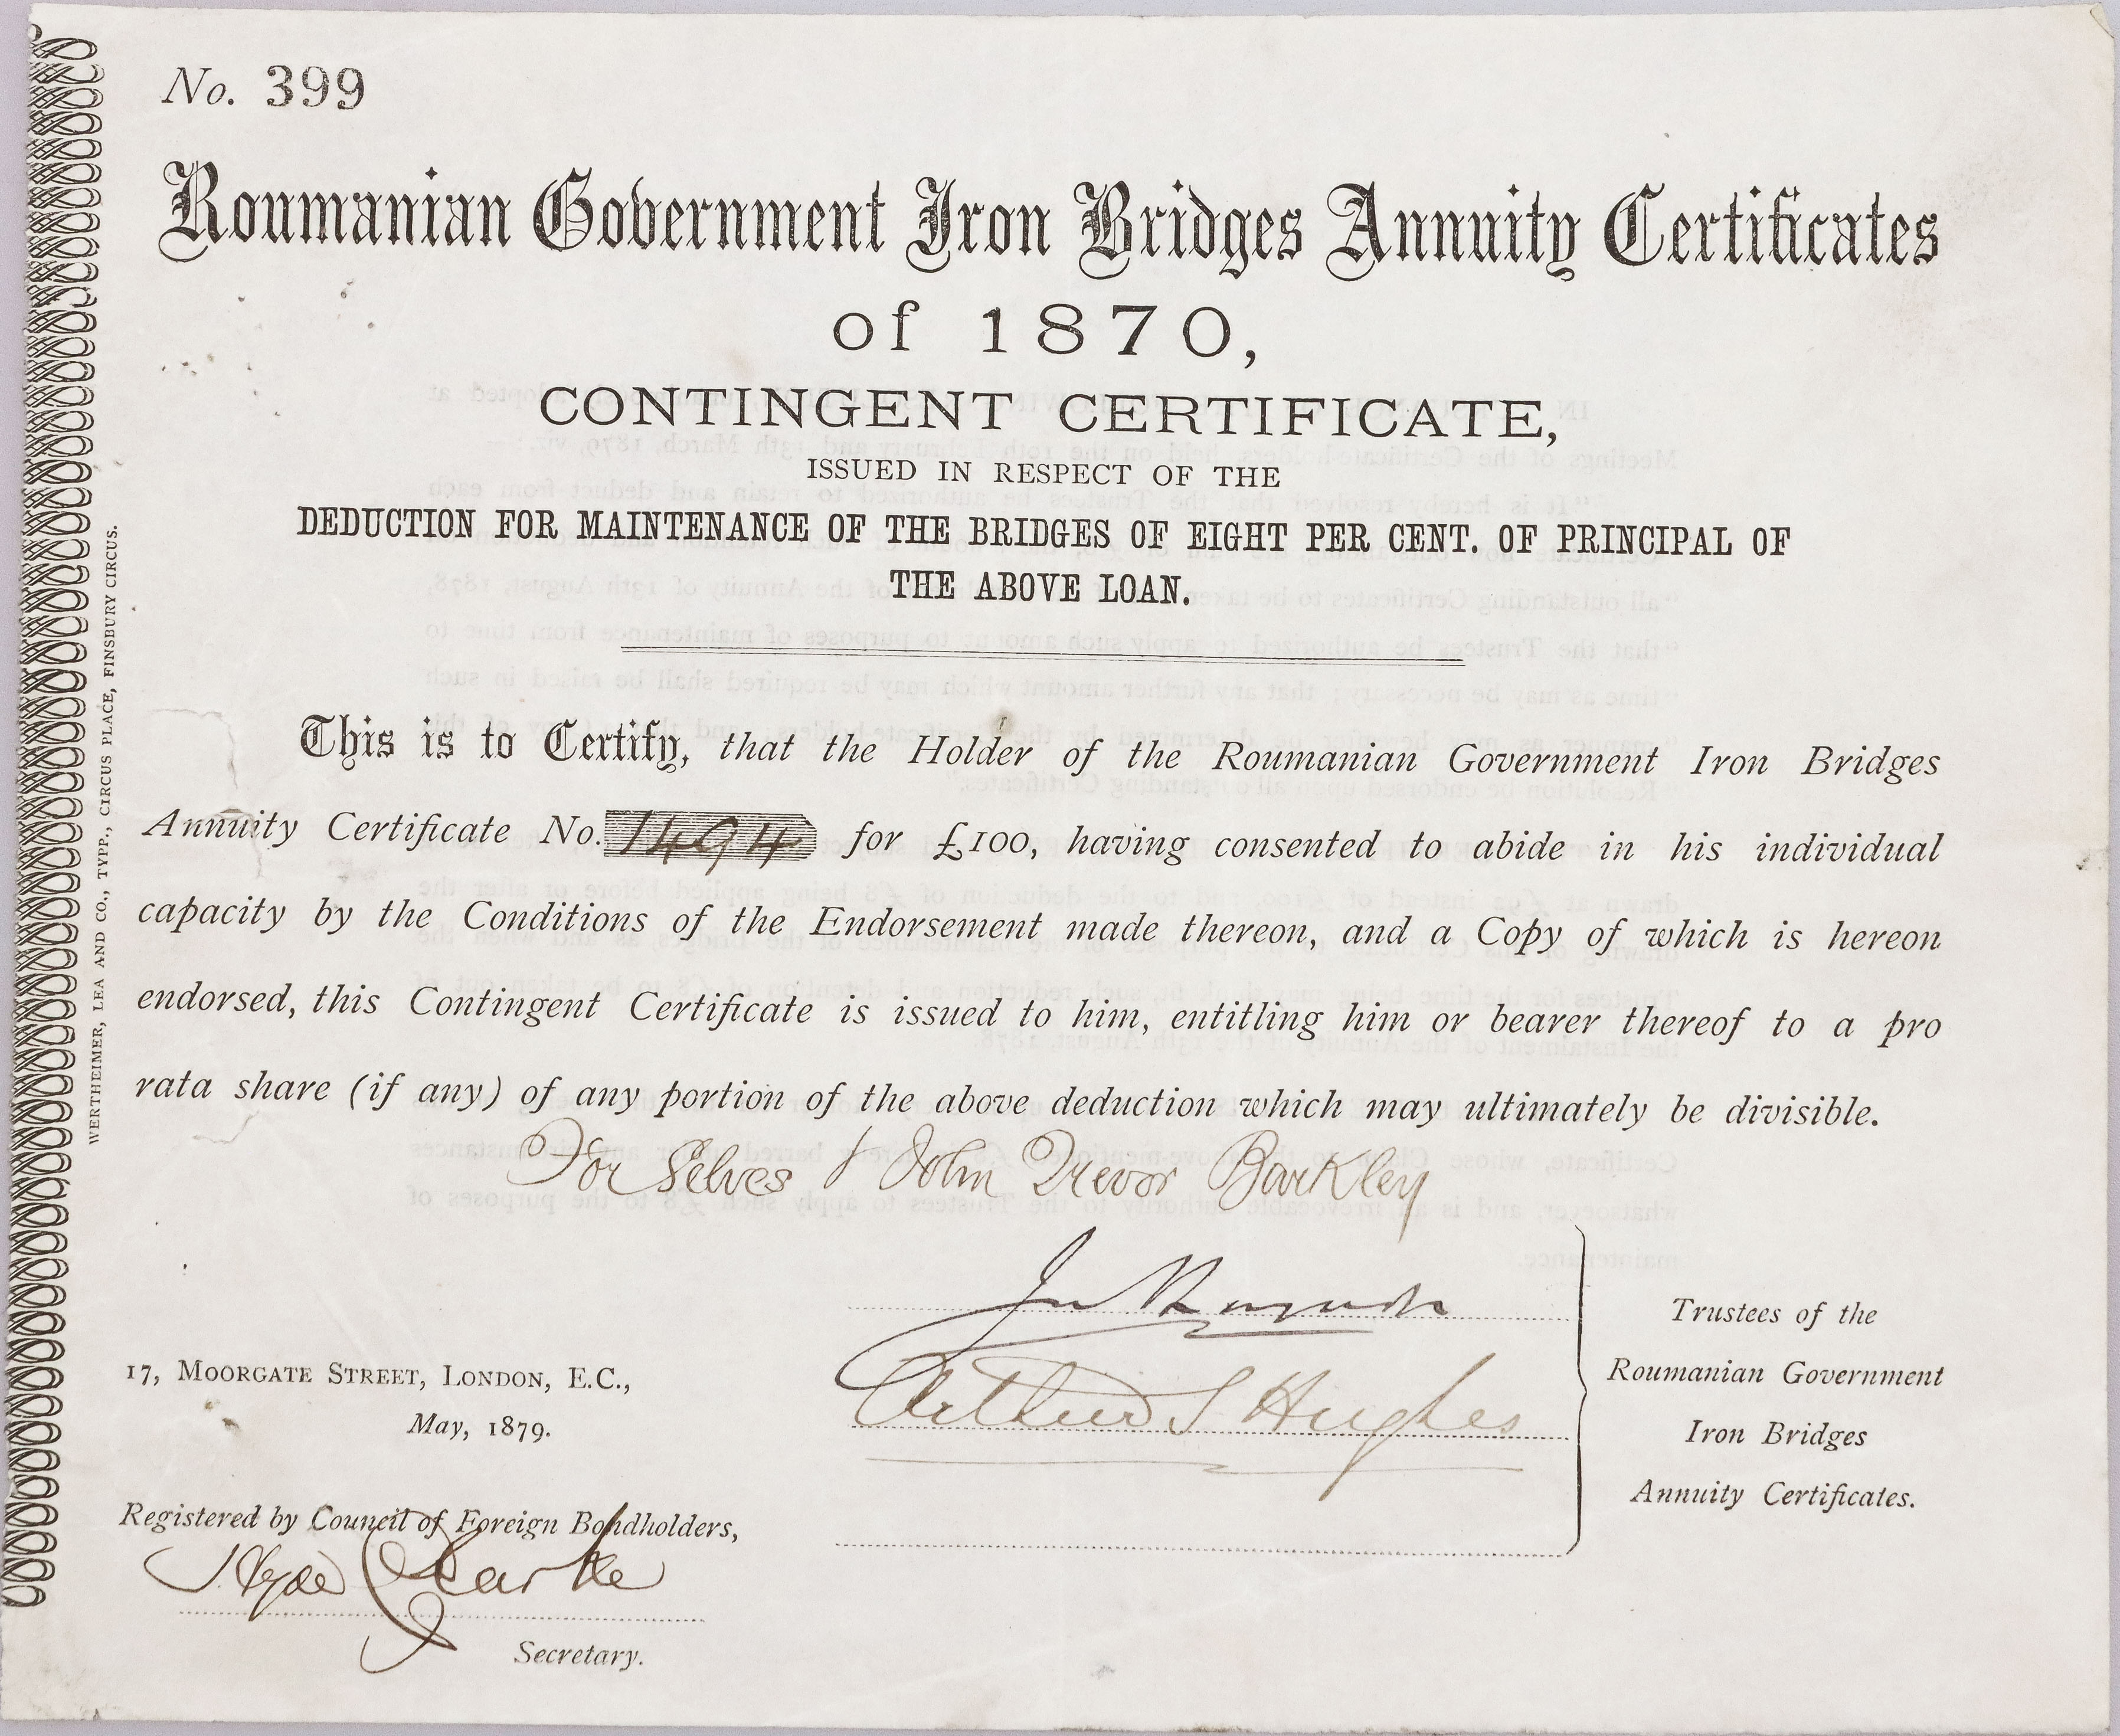 No. 399
Roumanian Government Iron Bridges Annuity Certificates
of 1870,
CONTINGENT CERTIFICATE,
ISSUED IN RESPECT OF THE
DEDUCTION FOR MAINTENANCE OF THE BRIDGES OF EIGHT PER CENT. OF PRINCIPAL OF
THE ABOVE LOAN.
This is to Certify, that the Holder of the Roumanian Government Iron Bridges
Annuity Certificate No. 1494 for £100, having consented to abide in his individual
capacity by the Conditions of the Endorsement made thereon, and a Copy of which is hereon
endorsed, this Contingent Certificate is issued to him, entitling him or bearer thereof to a pro
rata share (if any) of any portion of the above deduction which may ultimately be divisible.
For Selves & John Trevor Barkley
Arthur S Hughes
Trustees of the
Roumanian Government
Iron Bridges
Annuity Certificates.
17, MOORGATE STREET, LONDON, E.C.,
May, 1879.
Registered by Council of Foreign Bondholders,
Hyde Clarke
Secretary.
WERTHEIMER, LEA AND CO., TYPP., CIRCUS PLACE, FINSBURY CIRCUS.